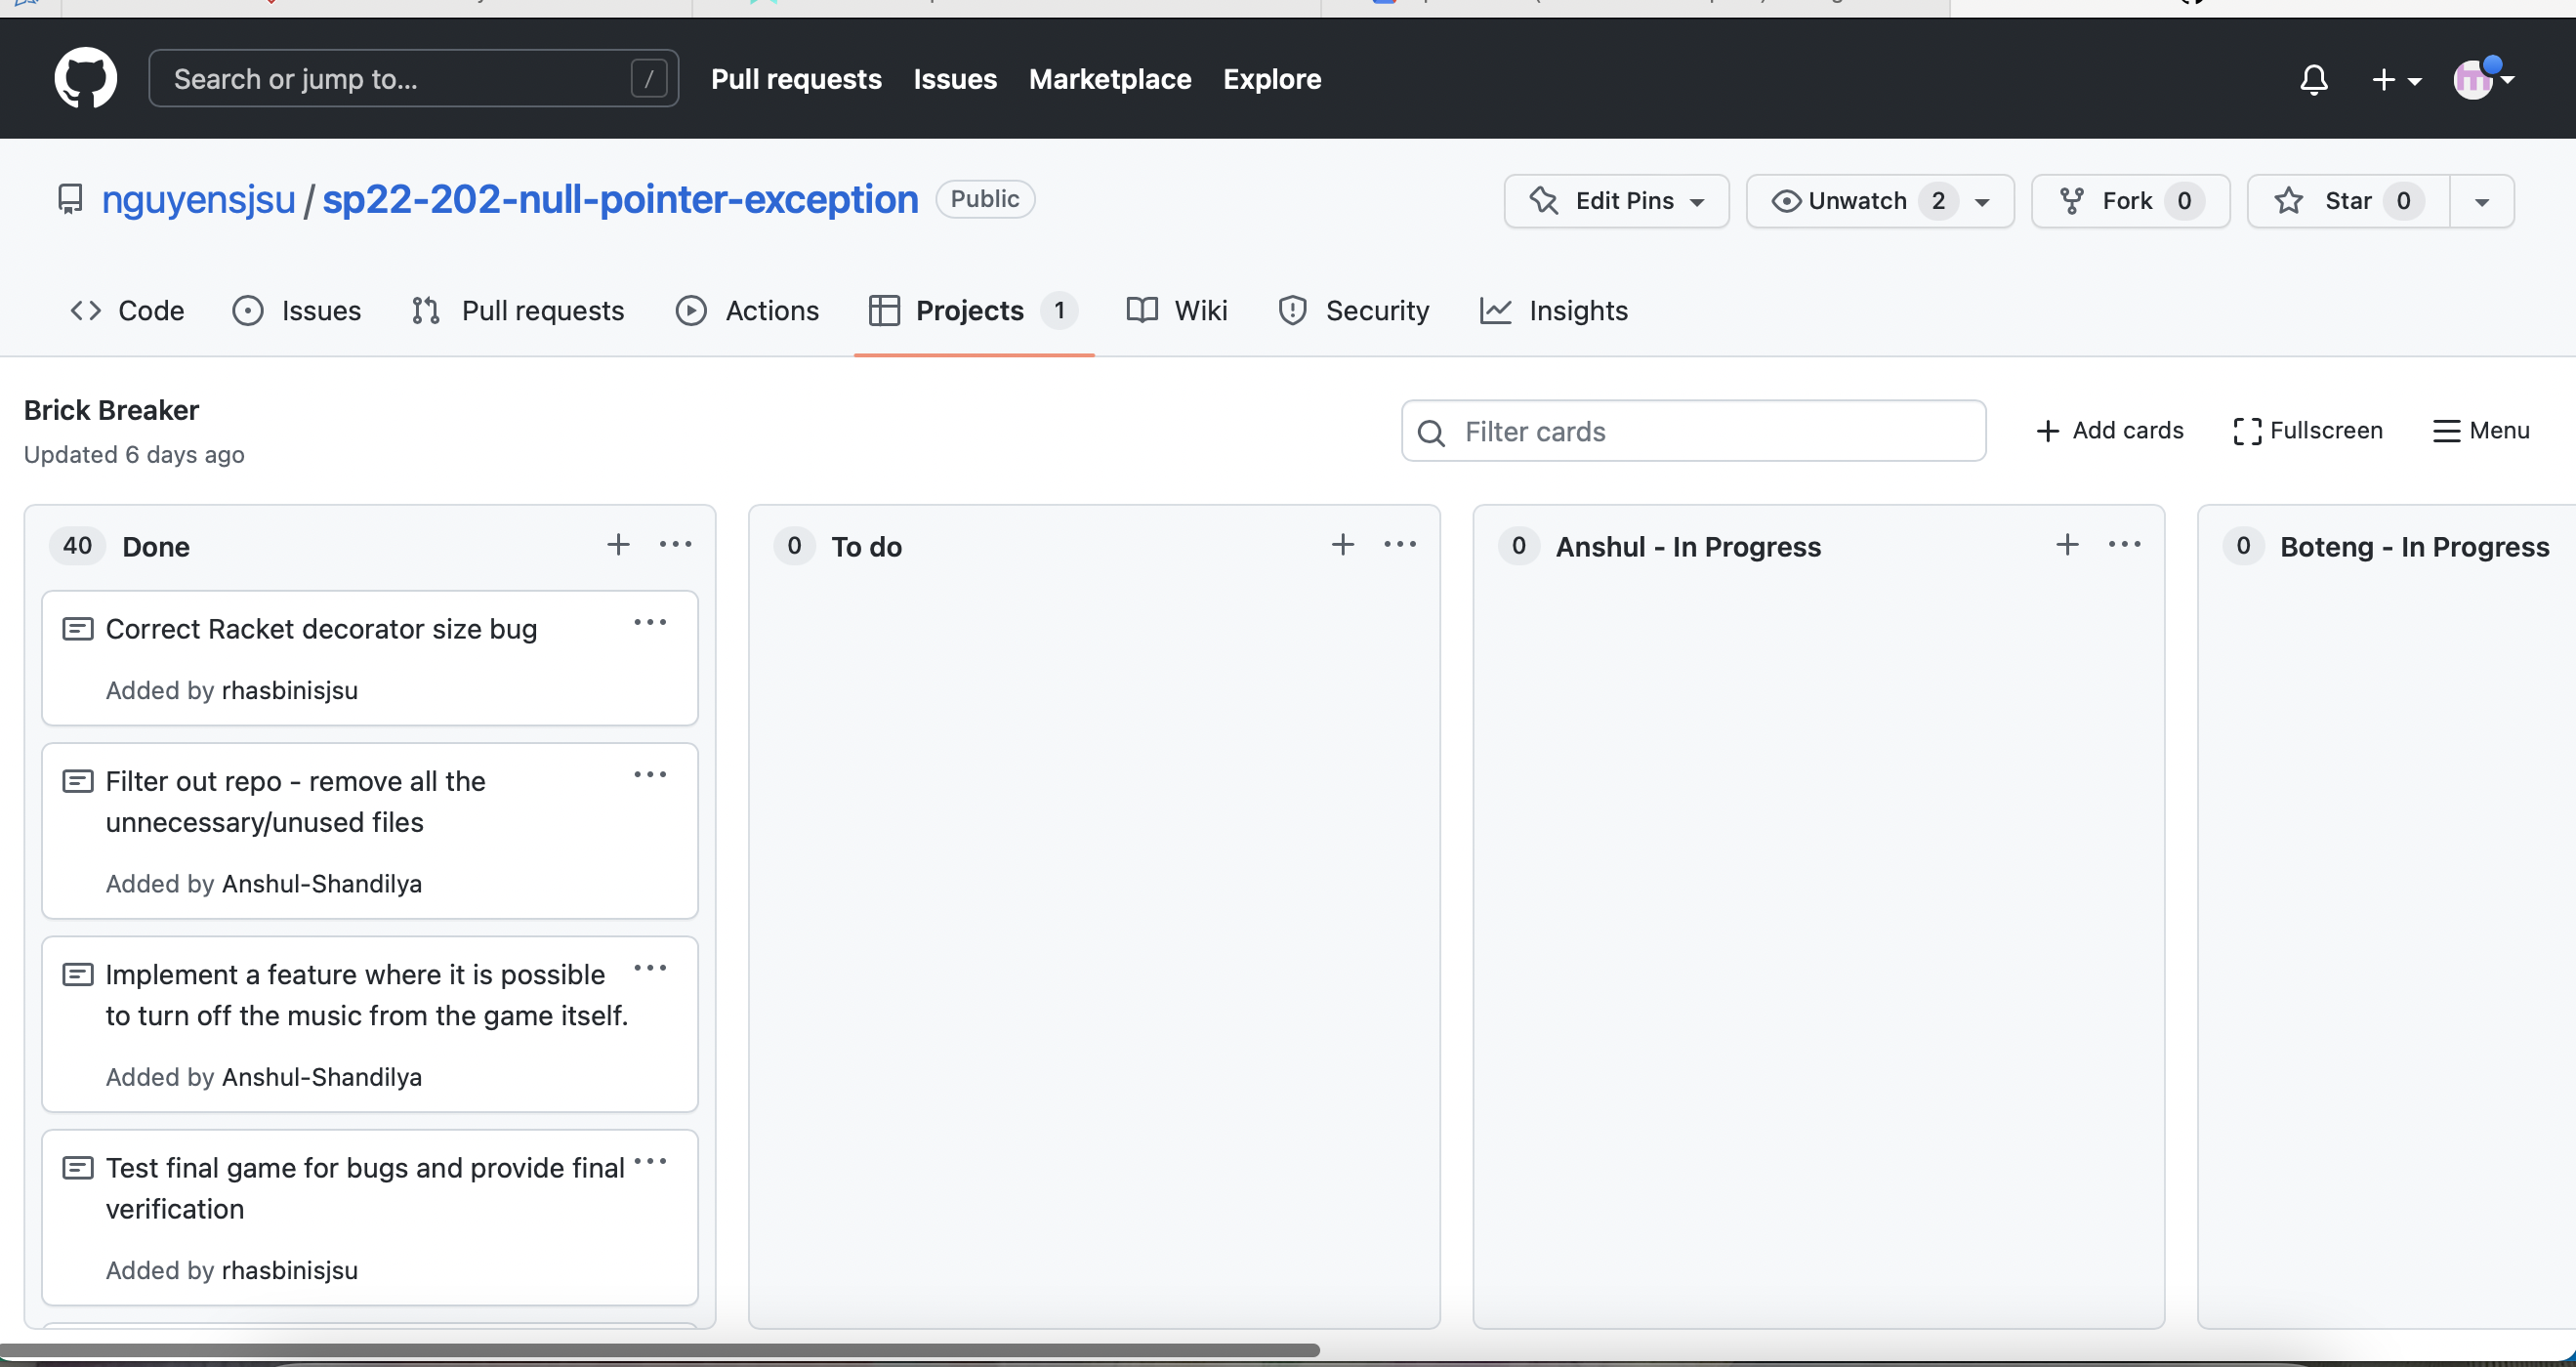 Search or jump to...
/
Pull requests
Issues
Marketplace
Explore
nguyensjsu / sp22-202-null-pointer-exception
Public
Edit Pins
Unwatch 2
Fork 0
Star 0
Code
Issues
Pull requests
Actions
Projects 1
Wiki
Security
Insights
Brick Breaker
Updated 6 days ago
Filter cards
Add cards
Fullscreen
Menu
40 Done
Correct Racket decorator size bug
Added by rhasbinisjsu
Filter out repo - remove all the
unnecessary/unused files
Added by Anshul-Shandilya
Implement a feature where it is possible
to turn off the music from the game itself.
Added by Anshul-Shandilya
Test final game for bugs and provide final
verification
Added by rhasbinisjsu
0 To do
0 Anshul - In Progress
0 Boteng - In Progress